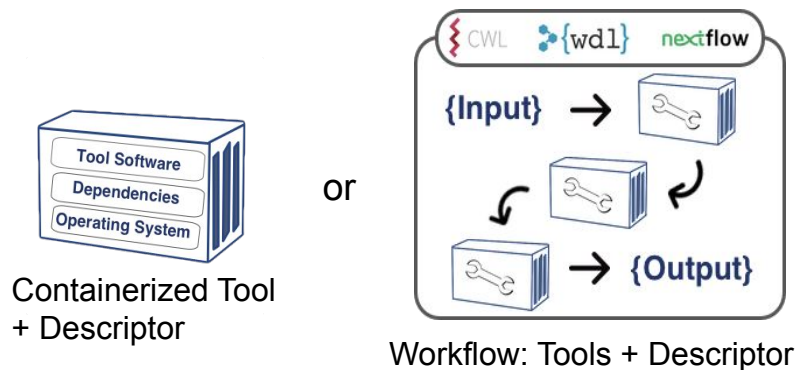 CWL {wdl} nextflow
{Input}
Tool Software
Dependencies
Operating System
or
{Output}
Containerized Tool
+ Descriptor
Workflow: Tools + Descriptor